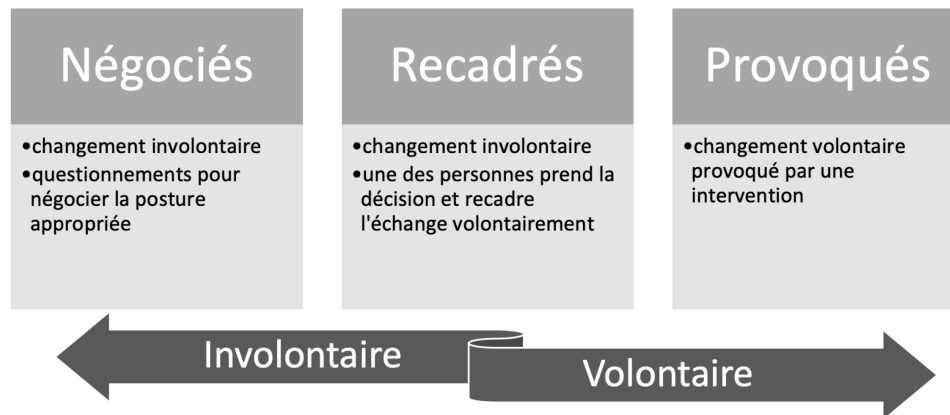 Négociés
•changement involontaire
•questionnements pour
négocier la posture
appropriée
Recadrés
•changement involontaire
•une des personnes prend la
décision et recadre
l'échange volontairement
Provoqués
•changement volontaire
provoqué par une
intervention
Involontaire
Volontaire